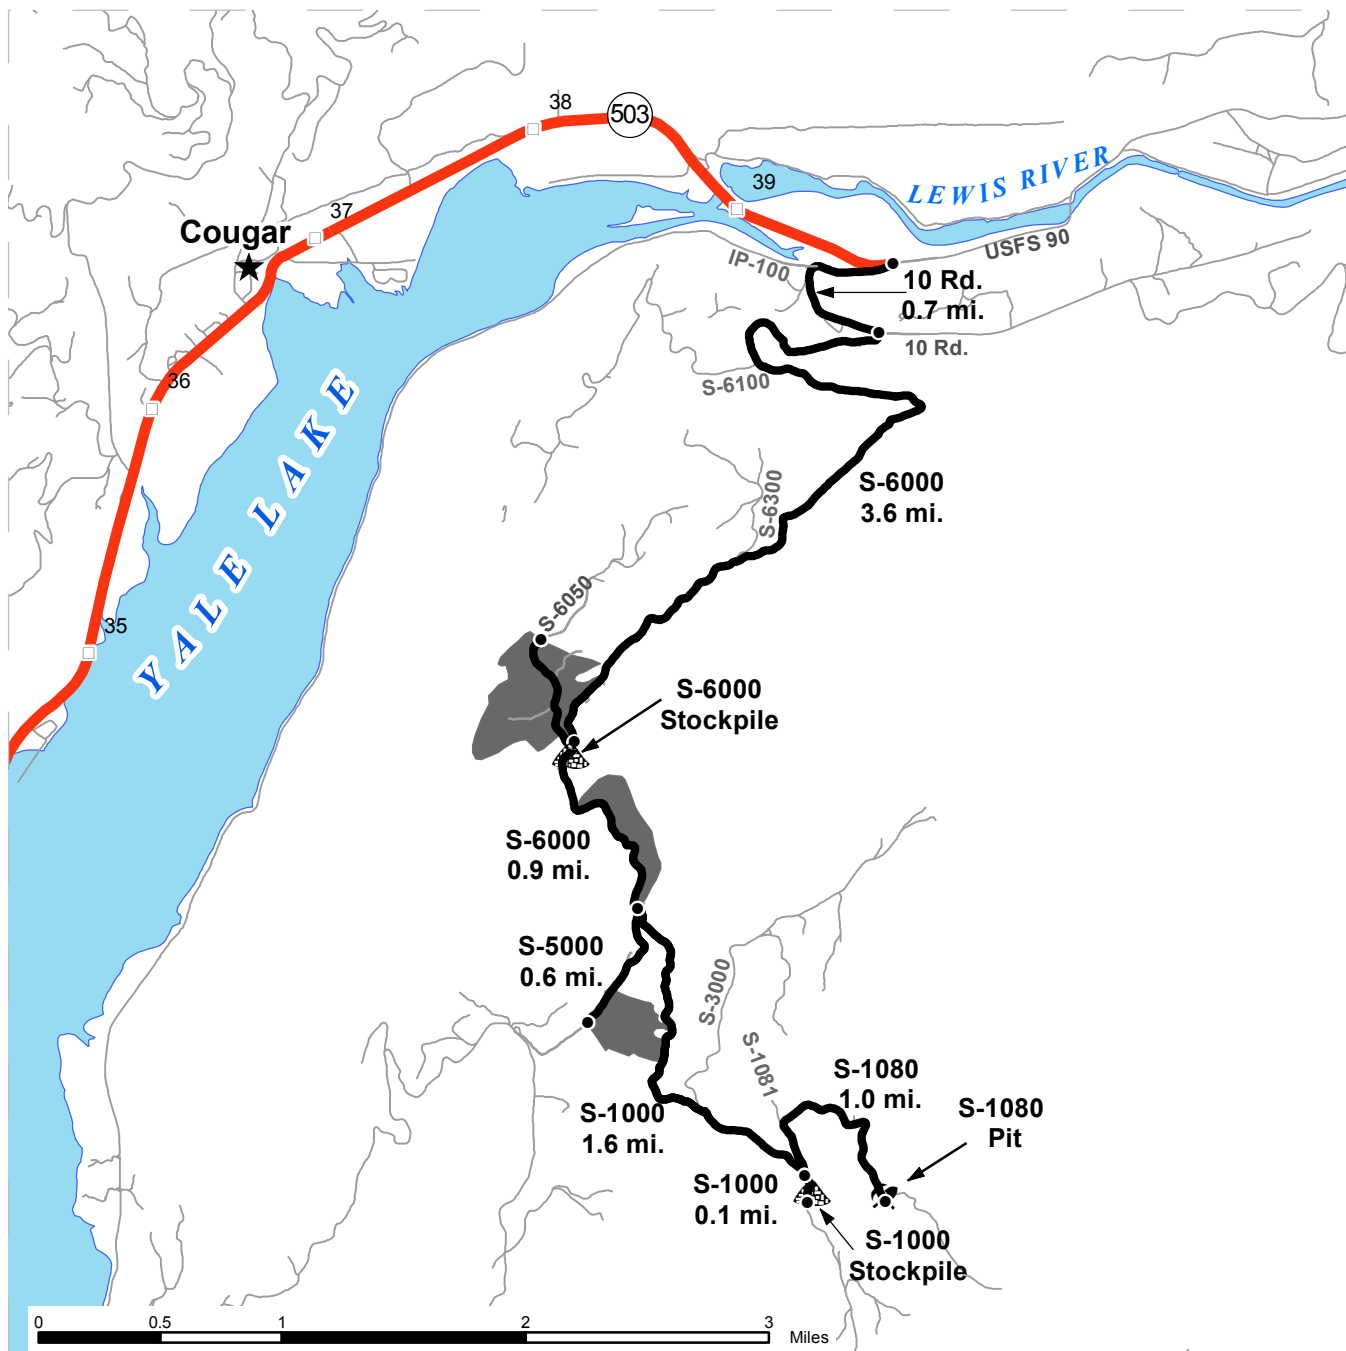 38
503
39
LEWIS RIVER
37
Cougar
USFS 90
IP-100
10 Rd.
0.7 mi.
10 Rd.
36
S-6100
YALE LAKE
S-6000
3.6 mi.
S-6300
S-6050
35
S-6000
Stockpile
S-6000
0.9 mi.
S-5000
0.6 mi.
S-3000
S-1081
S-1080
1.0 mi.
S-1080
Pit
S-1000
1.6 mi.
S-1000
0.1 mi.
S-1000
Stockpile
0 0.5 1 2 3 Miles